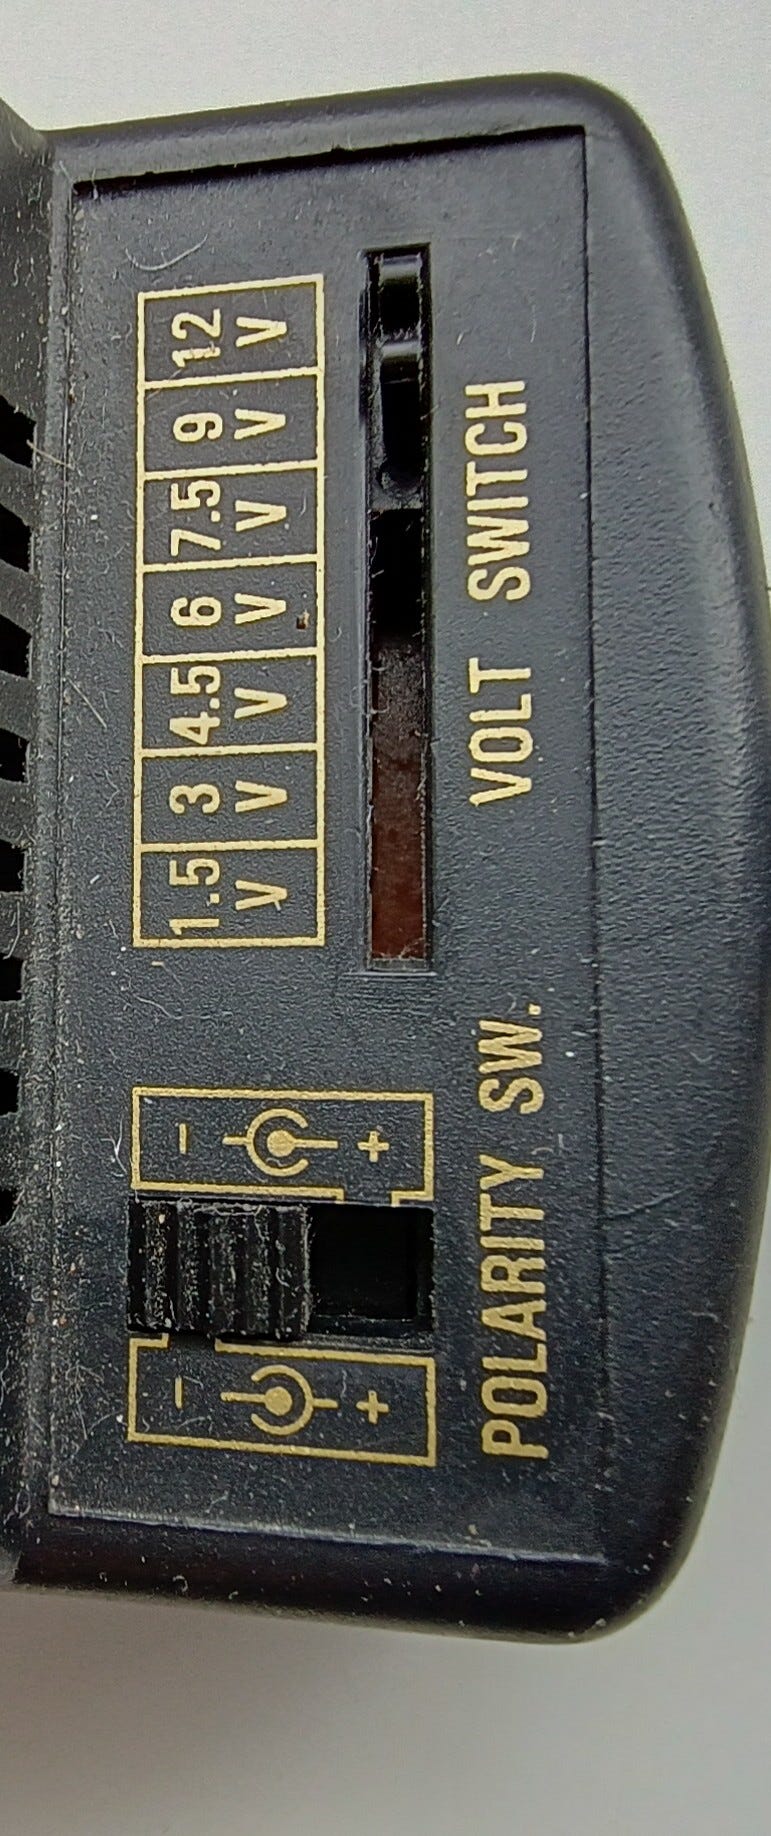 1.5 3 4.5 6 7.5 9 12
V V V V V V V
VOLT SWITCH
- +
- +
POLARITY SW.